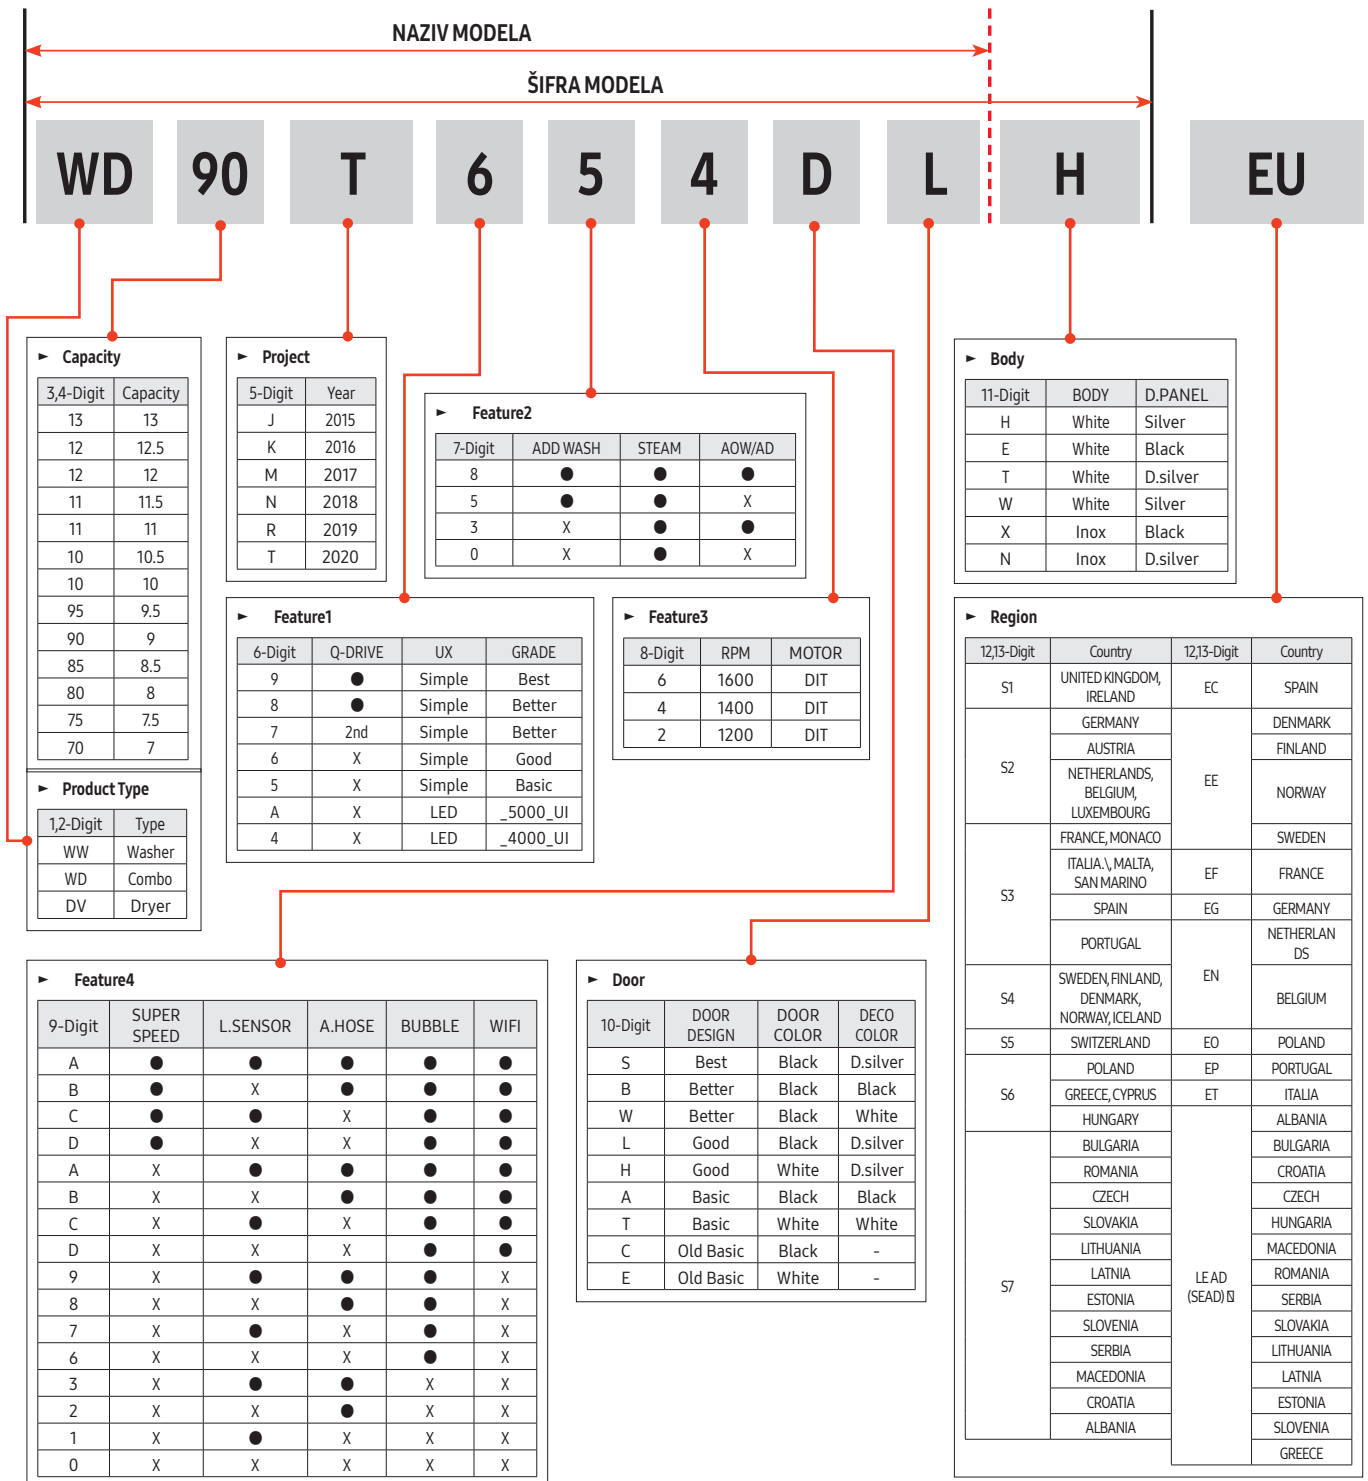 NAZIV MODELA
ŠIFRA MODELA
WD 90 T 6 5 4 D L H EU
► Capacity
3,4-Digit Capacity
13 13
12 12.5
12 12
11 11.5
11 11
10 10.5
10 10
95 9.5
90 9
85 8.5
80 8
75 7.5
70 7
► Product Type
1,2-Digit Type
WW Washer
WD Combo
DV Dryer
► Project
5-Digit Year
J 2015
K 2016
M 2017
N 2018
R 2019
T 2020
► Feature2
7-Digit ADD WASH STEAM AOW/AD
8 ● ● ●
5 ● ● X
3 X ● ●
0 X ● X
► Feature1
6-Digit Q-DRIVE UX GRADE
9 ● Simple Best
8 ● Simple Better
7 2nd Simple Better
6 X Simple Good
5 X Simple Basic
A X LED _5000_UI
4 X LED _4000_UI
► Feature3
8-Digit RPM MOTOR
6 1600 DIT
4 1400 DIT
2 1200 DIT
► Body
11-Digit BODY D.PANEL
H White Silver
E White Black
T White D.silver
W White Silver
X Inox Black
N Inox D.silver
► Feature4
9-Digit SUPER SPEED L.SENSOR A.HOSE BUBBLE WIFI
A ● ● ● ● ●
B ● X ● ● ●
C ● ● X ● ●
D ● X X ● ●
A X ● ● ● ●
B X X ● ● ●
C X ● X ● ●
D X X X ● ●
9 X ● ● ● X
8 X X ● ● X
7 X ● X ● X
6 X X X ● X
3 X ● ● X X
2 X X ● X X
1 X ● X X X
0 X X X X X
► Door
10-Digit DOOR DESIGN DOOR COLOR DECO COLOR
S Best Black D.silver
B Better Black Black
W Better Black White
L Good Black D.silver
H Good White D.silver
A Basic Black Black
T Basic White White
C Old Basic Black -
E Old Basic White -
► Region
12,13-Digit Country 12,13-Digit Country
S1 UNITED KINGDOM, IRELAND EC SPAIN
S2 GERMANY EE DENMARK
AUSTRIA FINLAND
NETHERLANDS, BELGIUM, LUXEMBOURG NORWAY
S3 FRANCE, MONACO SWEDEN
ITALIA.\, MALTA, SAN MARINO EF FRANCE
SPAIN EG GERMANY
PORTUGAL EN NETHERLAN DS
S4 SWEDEN, FINLAND, DENMARK, NORWAY, ICELAND BELGIUM
S5 SWITZERLAND EO POLAND
S6 POLAND EP PORTUGAL
GREECE, CYPRUS ET ITALIA
HUNGARY LE AD (SEAD) ALBANIA
S7 BULGARIA BULGARIA
ROMANIA CROATIA
CZECH CZECH
SLOVAKIA HUNGARIA
LITHUANIA MACEDONIA
LATNIA ROMANIA
ESTONIA SERBIA
SLOVENIA SLOVAKIA
SERBIA LITHUANIA
MACEDONIA LATNIA
CROATIA ESTONIA
ALBANIA SLOVENIA
GREECE